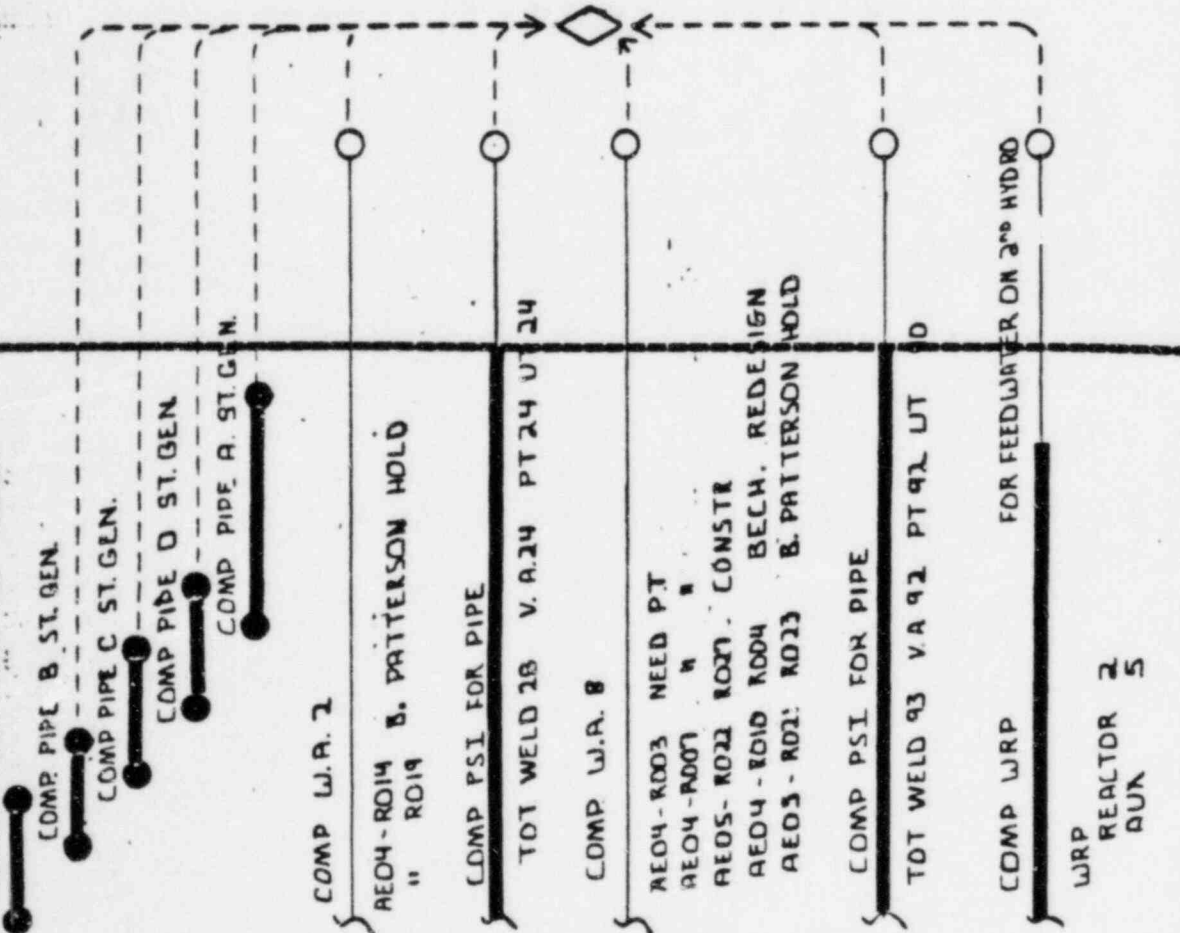 COMP. PIPE B ST. GEN.
COMP PIPE C ST. GEN.
COMP PIPE D ST. GEN.
COMP PIPE A. ST. GEN.
COMP W.A. 2
AE04-R014 B. PATTERSON HOLD
" R019
COMP PSI FOR PIPE
TOT WELD 28 V.A.24 PT 24 UT 24
COMP. W.A. 8
AE04-R003 NEED PT
AE04-R007 " "
AE05-R022 R027. CONSTR
AE04-R010 R004 BECH. REDESIGN
AE05-R021 R023 B. PATTERSON HOLD
COMP PSI FOR PIPE
TOT WELD 93 V.A 92 PT 92 UT 90
COMP WRP FOR FEEDWATER ON 2ND HYDRO
WRP
REACTOR 2
AUX 5